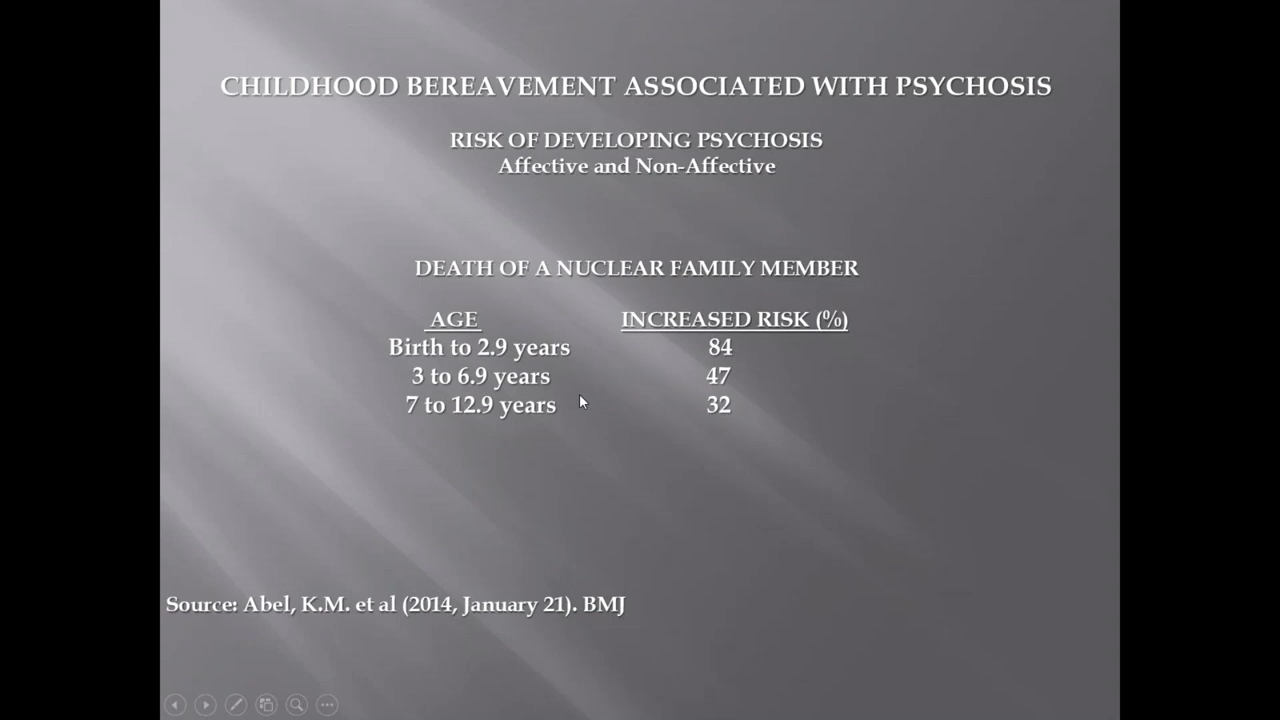 CHILDHOOD BEREAVEMENT ASSOCIATED WITH PSYCHOSIS
RISK OF DEVELOPING PSYCHOSIS
Affective and Non-Affective
DEATH OF A NUCLEAR FAMILY MEMBER
AGE INCREASED RISK (%)
Birth to 2.9 years 84
3 to 6.9 years 47
7 to 12.9 years 32
Source: Abel, K.M. et al (2014, January 21). BMJ